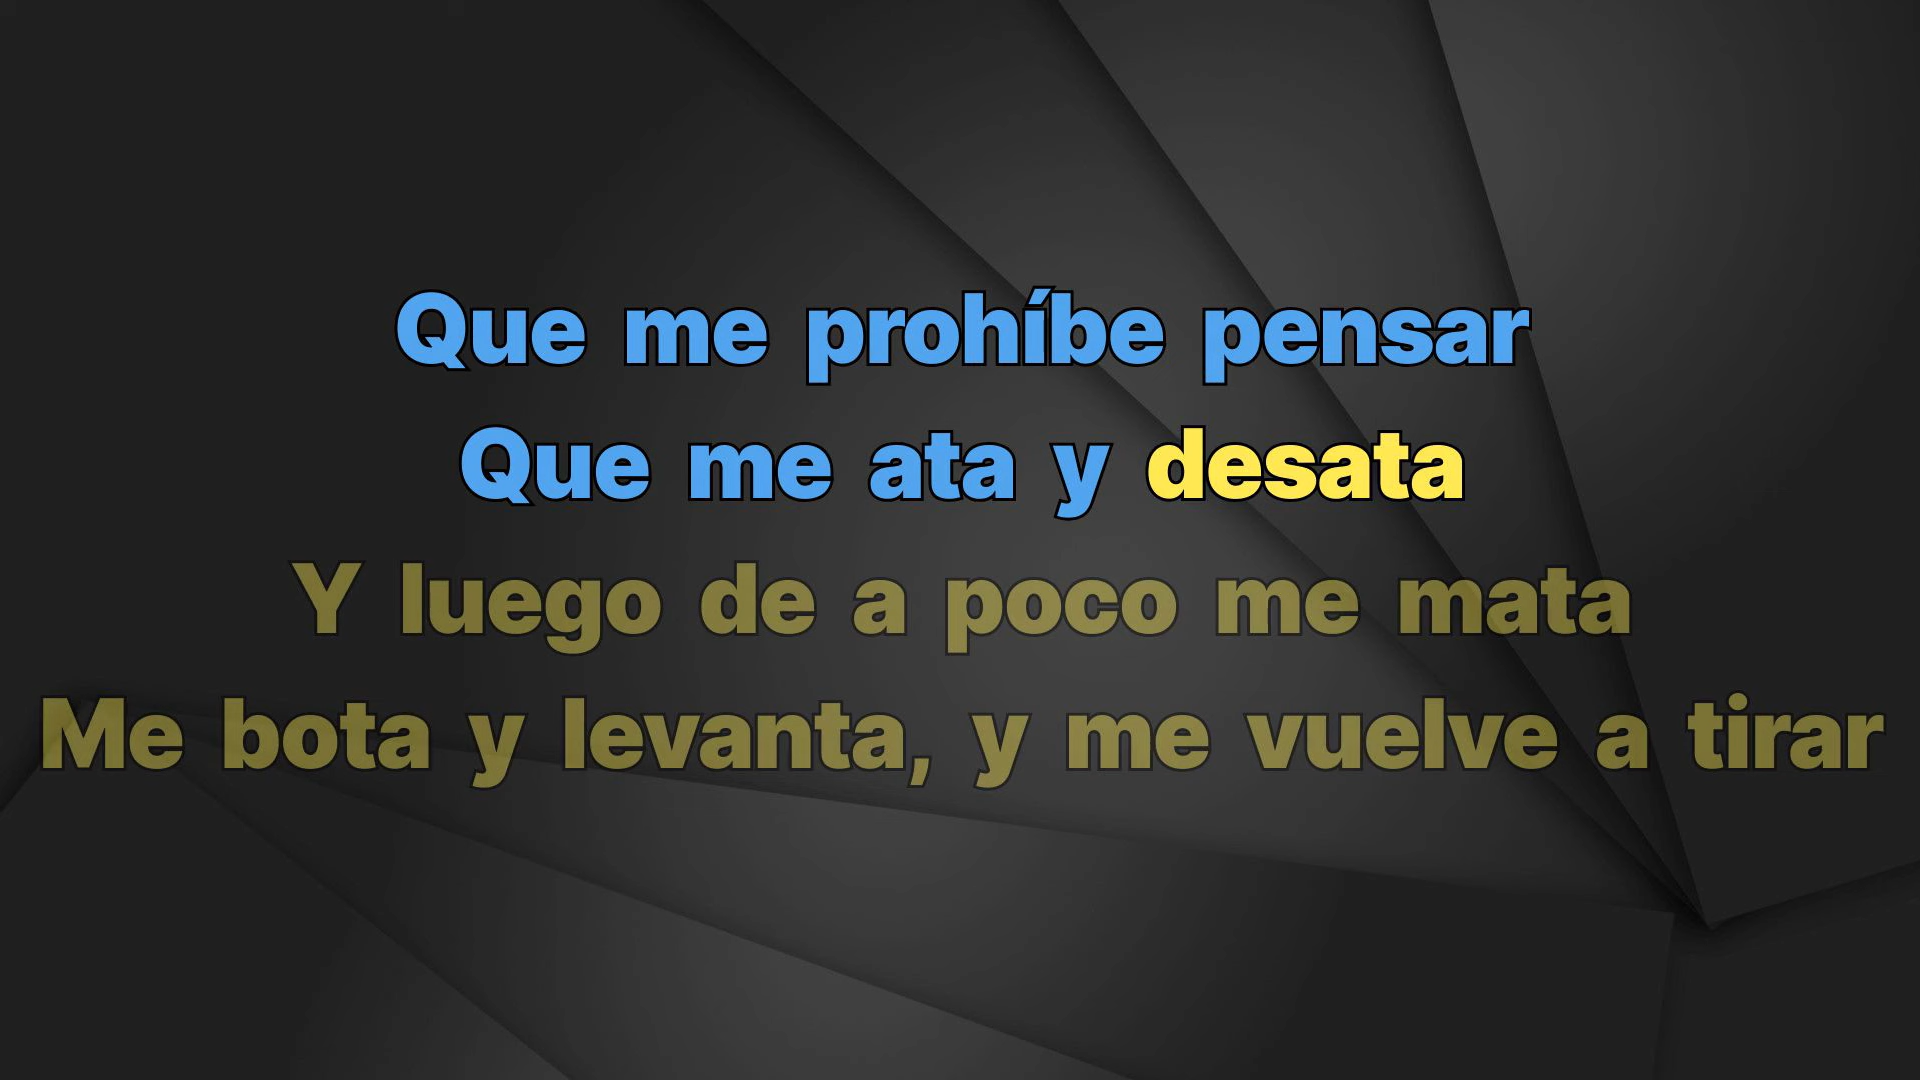 Que me prohíbe pensar
Que me ata y desata
Y luego de a poco me mata
Me bota y levanta, y me vuelve a tirar